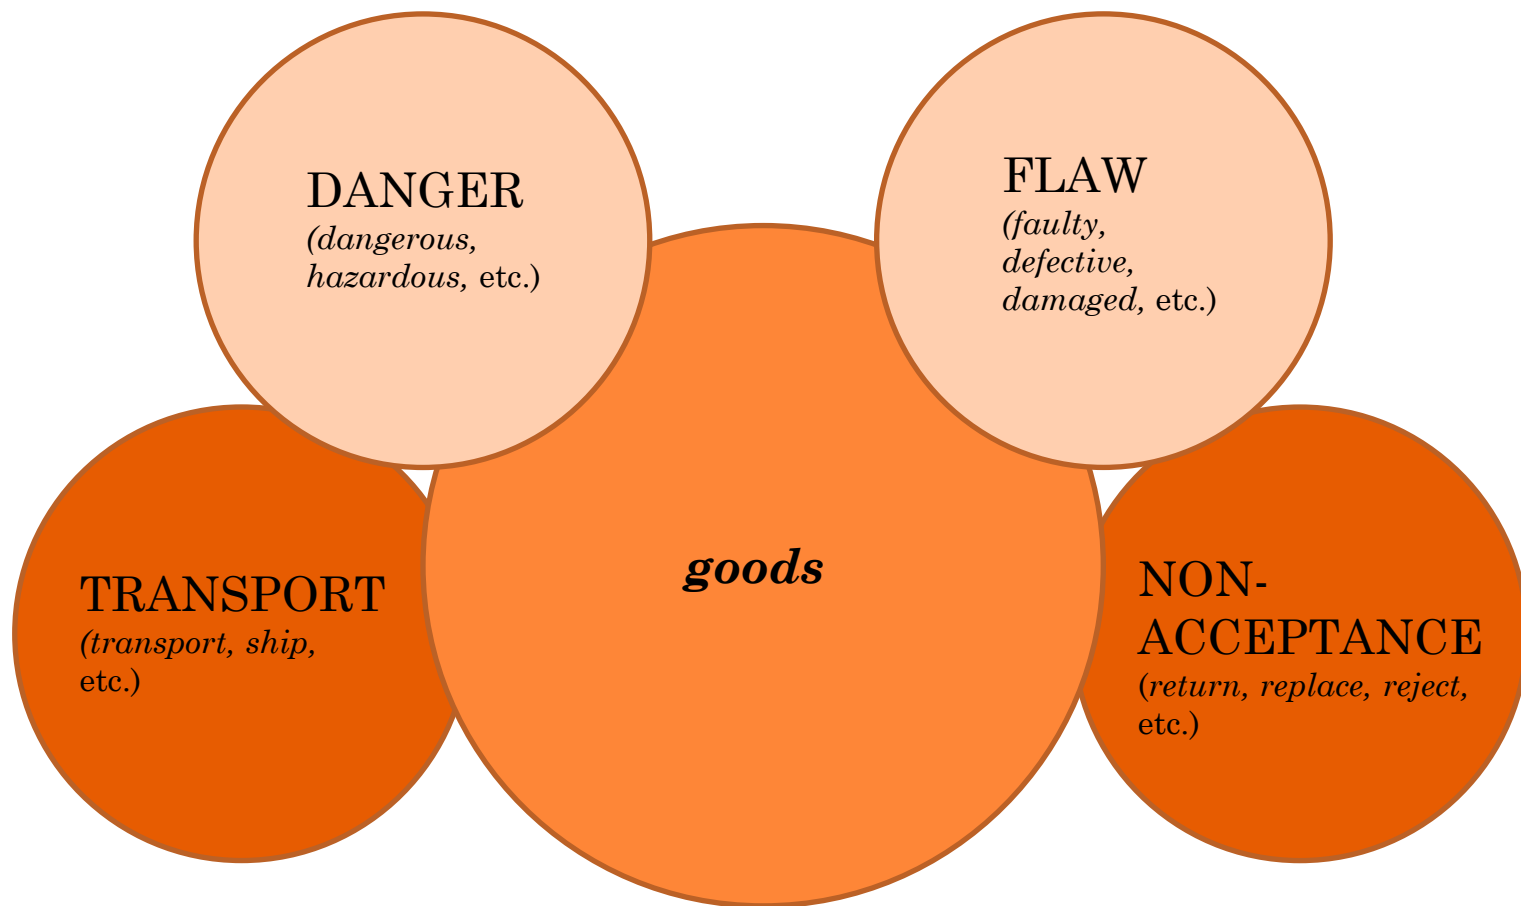 DANGER
(dangerous,
hazardous, etc.)
FLAW
(faulty,
defective,
damaged, etc.)
goods
TRANSPORT
(transport, ship,
etc.)
NON-
ACCEPTANCE
(return, replace, reject,
etc.)